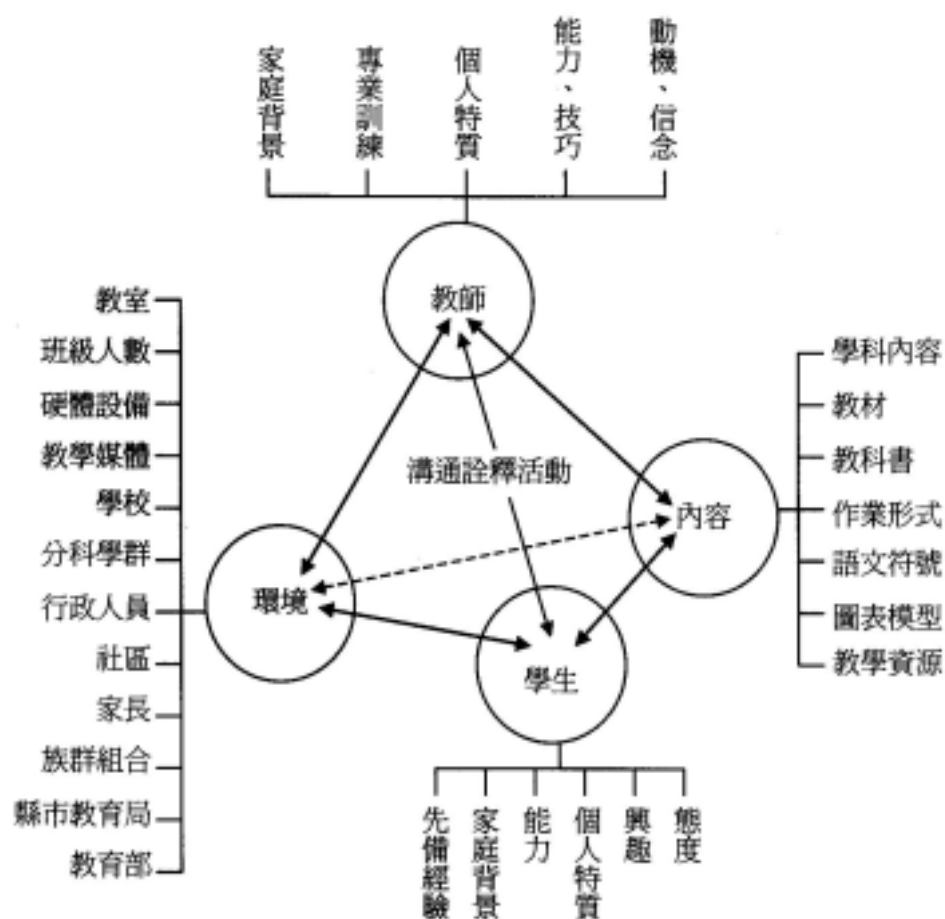 家庭背景
專業訓練
個人特質
能力、技巧
動機、信念
教師
教室
班級人數
硬體設備
教學媒體
學校
分科學群
行政人員
社區
家長
族群組合
縣市教育局
教育部
溝通詮釋活動
環境
內容
學生
學科內容
教材
教科書
作業形式
語文符號
圖表模型
教學資源
先備經驗
家庭背景
能力
個人特質
興趣
態度